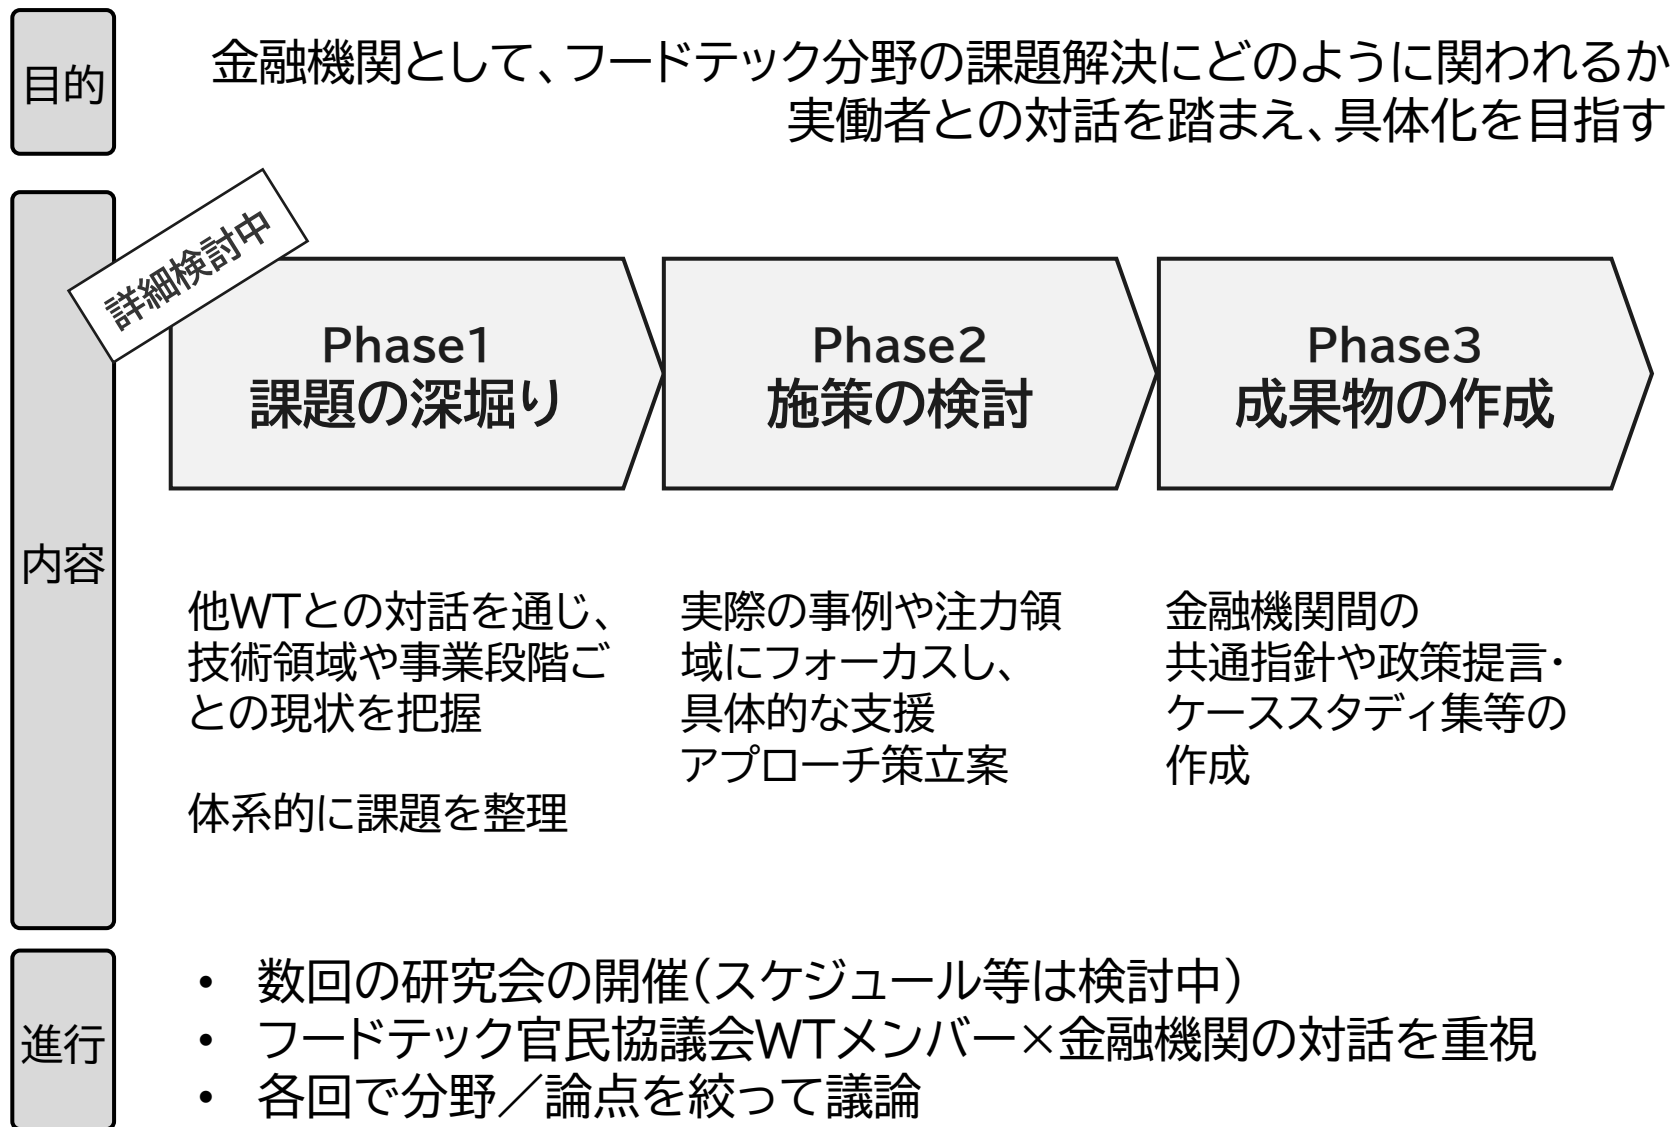 目的
金融機関として、フードテック分野の課題解決にどのように関われるか
実働者との対話を踏まえ、具体化を目指す
内容
詳細検討中
Phase1
課題の深堀り
Phase2
施策の検討
Phase3
成果物の作成
他WTとの対話を通じ、
技術領域や事業段階ご
との現状を把握
体系的に課題を整理
実際の事例や注力領
域にフォーカスし、
具体的な支援
アプローチ策立案
金融機関間の
共通指針や政策提言・
ケーススタディ集等の
作成
進行
• 数回の研究会の開催(スケジュール等は検討中)
• フードテック官民協議会WTメンバー×金融機関の対話を重視
• 各回で分野／論点を絞って議論